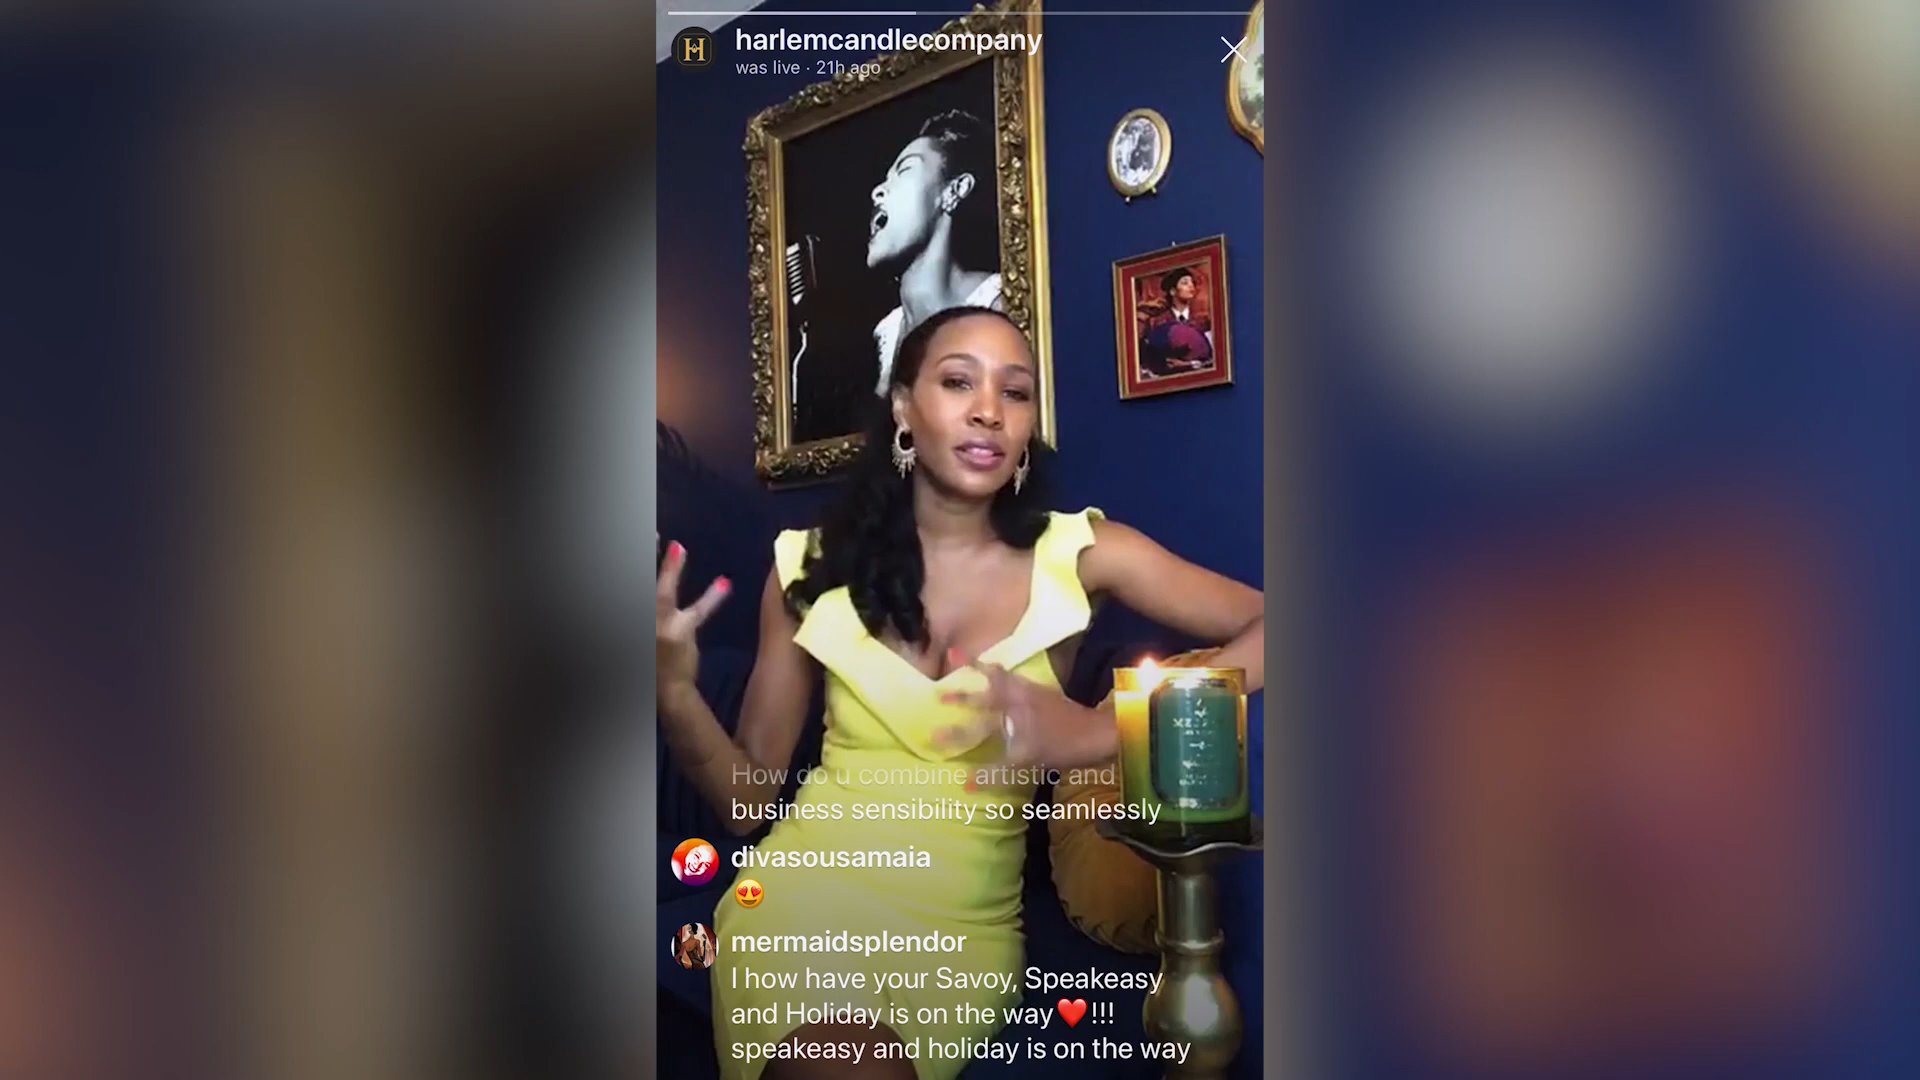 H
harlemcandlecompany
was live · 21h ago
How do u combine artistic and
business sensibility so seamlessly
divasousamaia
😍
mermaidsplendor
I how have your Savoy, Speakeasy
and Holiday is on the way❤️!!!
speakeasy and holiday is on the way